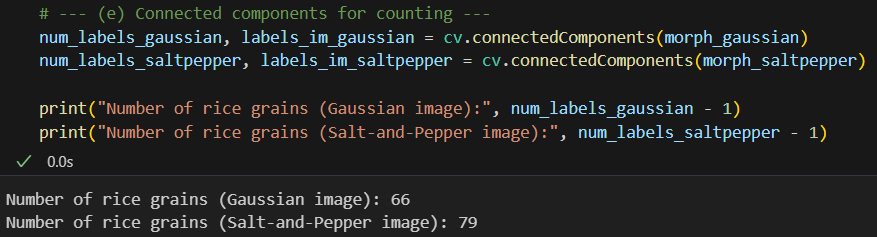 # --- (e) Connected components for counting ---
num_labels_gaussian, labels_im_gaussian = cv.connectedComponents(morph_gaussian)
num_labels_saltpepper, labels_im_saltpepper = cv.connectedComponents(morph_saltpepper)
print("Number of rice grains (Gaussian image):", num_labels_gaussian - 1)
print("Number of rice grains (Salt-and-Pepper image):", num_labels_saltpepper - 1)
0.0s
Number of rice grains (Gaussian image): 66
Number of rice grains (Salt-and-Pepper image): 79